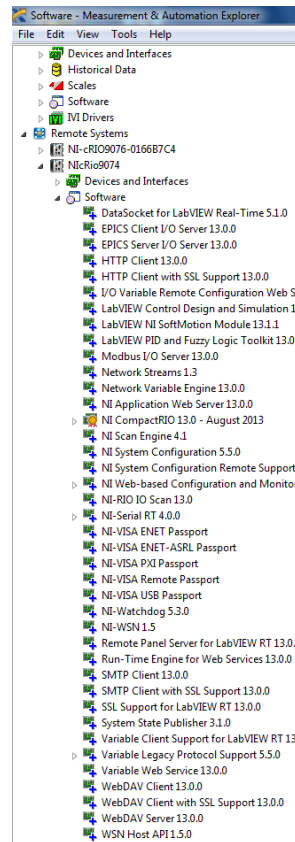 Software - Measurement & Automation Explorer
File Edit View Tools Help
Devices and Interfaces
Historical Data
Scales
Software
IVI Drivers
Remote Systems
NI-cRIO9076-0166B7C4
NIcRio9074
Devices and Interfaces
Software
DataSocket for LabVIEW Real-Time 5.1.0
EPICS Client I/O Server 13.0.0
EPICS Server I/O Server 13.0.0
HTTP Client 13.0.0
HTTP Client with SSL Support 13.0.0
I/O Variable Remote Configuration Web S
LabVIEW Control Design and Simulation 1
LabVIEW NI SoftMotion Module 13.1.1
LabVIEW PID and Fuzzy Logic Toolkit 13.0
Modbus I/O Server 13.0.0
Network Streams 1.3
Network Variable Engine 13.0.0
NI Application Web Server 13.0.0
NI CompactRIO 13.0 - August 2013
NI Scan Engine 4.1
NI System Configuration 5.5.0
NI System Configuration Remote Support
NI Web-based Configuration and Monitor
NI-RIO IO Scan 13.0
NI-Serial RT 4.0.0
NI-VISA ENET Passport
NI-VISA ENET-ASRL Passport
NI-VISA PXI Passport
NI-VISA Remote Passport
NI-VISA USB Passport
NI-Watchdog 5.3.0
NI-WSN 1.5
Remote Panel Server for LabVIEW RT 13.0.
Run-Time Engine for Web Services 13.0.0
SMTP Client 13.0.0
SMTP Client with SSL Support 13.0.0
SSL Support for LabVIEW RT 13.0.0
System State Publisher 3.1.0
Variable Client Support for LabVIEW RT 13
Variable Legacy Protocol Support 5.5.0
Variable Web Service 13.0.0
WebDAV Client 13.0.0
WebDAV Client with SSL Support 13.0.0
WebDAV Server 13.0.0
WSN Host API 1.5.0